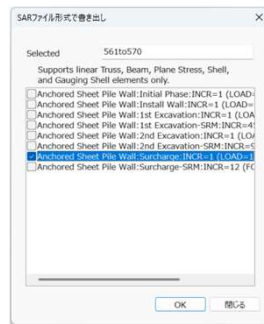 SARファイル形式で書き出し
Selected 561to570
Supports linear Truss, Beam, Plane Stress, Shell,
and Gauging Shell elements only.
Anchored Sheet Pile Wall:Initial Phase:INCR=1 (LOAD=
Anchored Sheet Pile Wall:Install Wall:INCR=1 (LOAD=
Anchored Sheet Pile Wall:1st Excavation:INCR=1 (LOA
Anchored Sheet Pile Wall:1st Excavation-SRM:INCR=4
Anchored Sheet Pile Wall:2nd Excavation:INCR=1 (LO
Anchored Sheet Pile Wall:2nd Excavation-SRM:INCR=
Anchored Sheet Pile Wall:Surcharge:INCR=1 (LOAD=1
Anchored Sheet Pile Wall:Surcharge-SRM:INCR=12 (FO
OK 閉じる